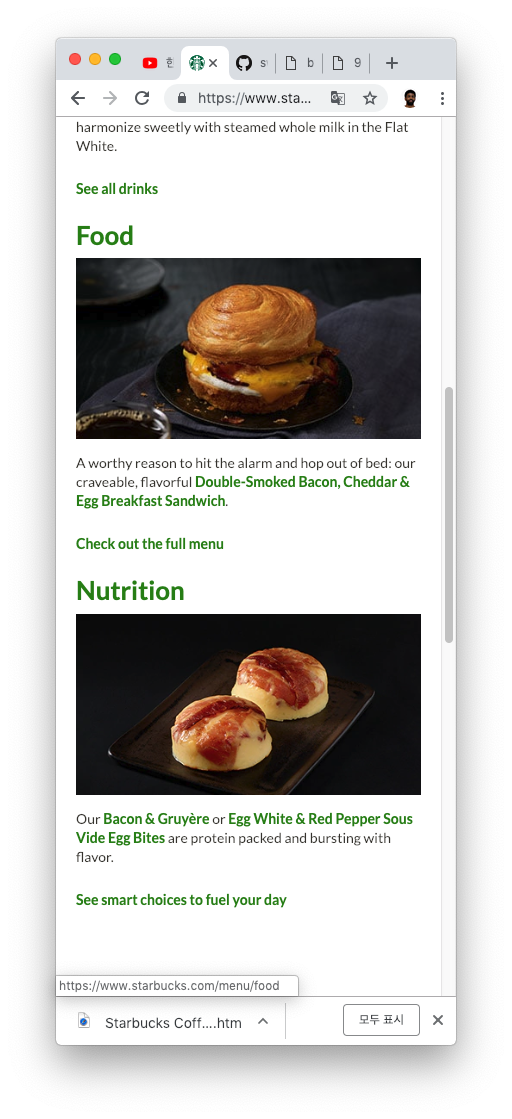 한
s
b
9
https://www.sta...
harmonize sweetly with steamed whole milk in the Flat
White.
See all drinks
Food
A worthy reason to hit the alarm and hop out of bed: our
craveable, flavorful Double-Smoked Bacon, Cheddar &
Egg Breakfast Sandwich.
Check out the full menu
Nutrition
Our Bacon & Gruyère or Egg White & Red Pepper Sous
Vide Egg Bites are protein packed and bursting with
flavor.
See smart choices to fuel your day
https://www.starbucks.com/menu/food
Starbucks Coff....htm
모두 표시